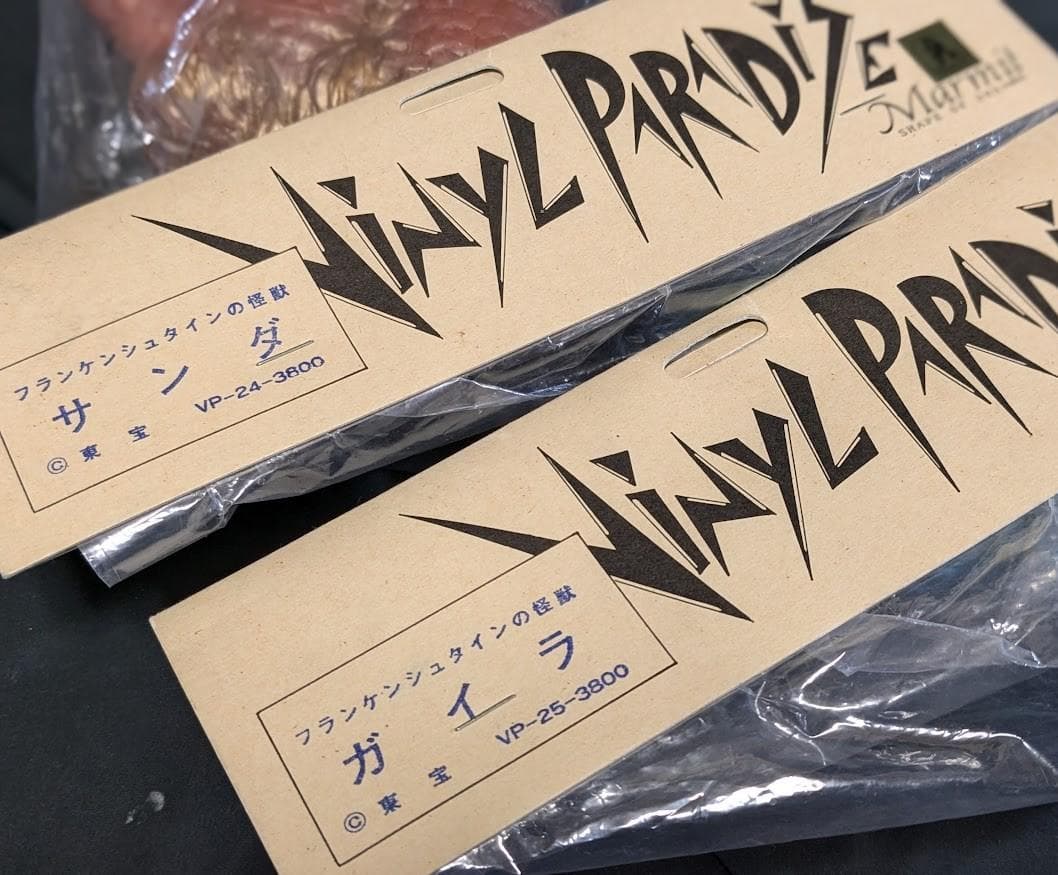 VINYL PARADISE
Marmit
フランケンシュタインの怪獣
サンダ
VP-24-3800
©東宝
VINYL PARADI
フランケンシュタインの怪獣
ガイラ
VP-25-3800
©東宝